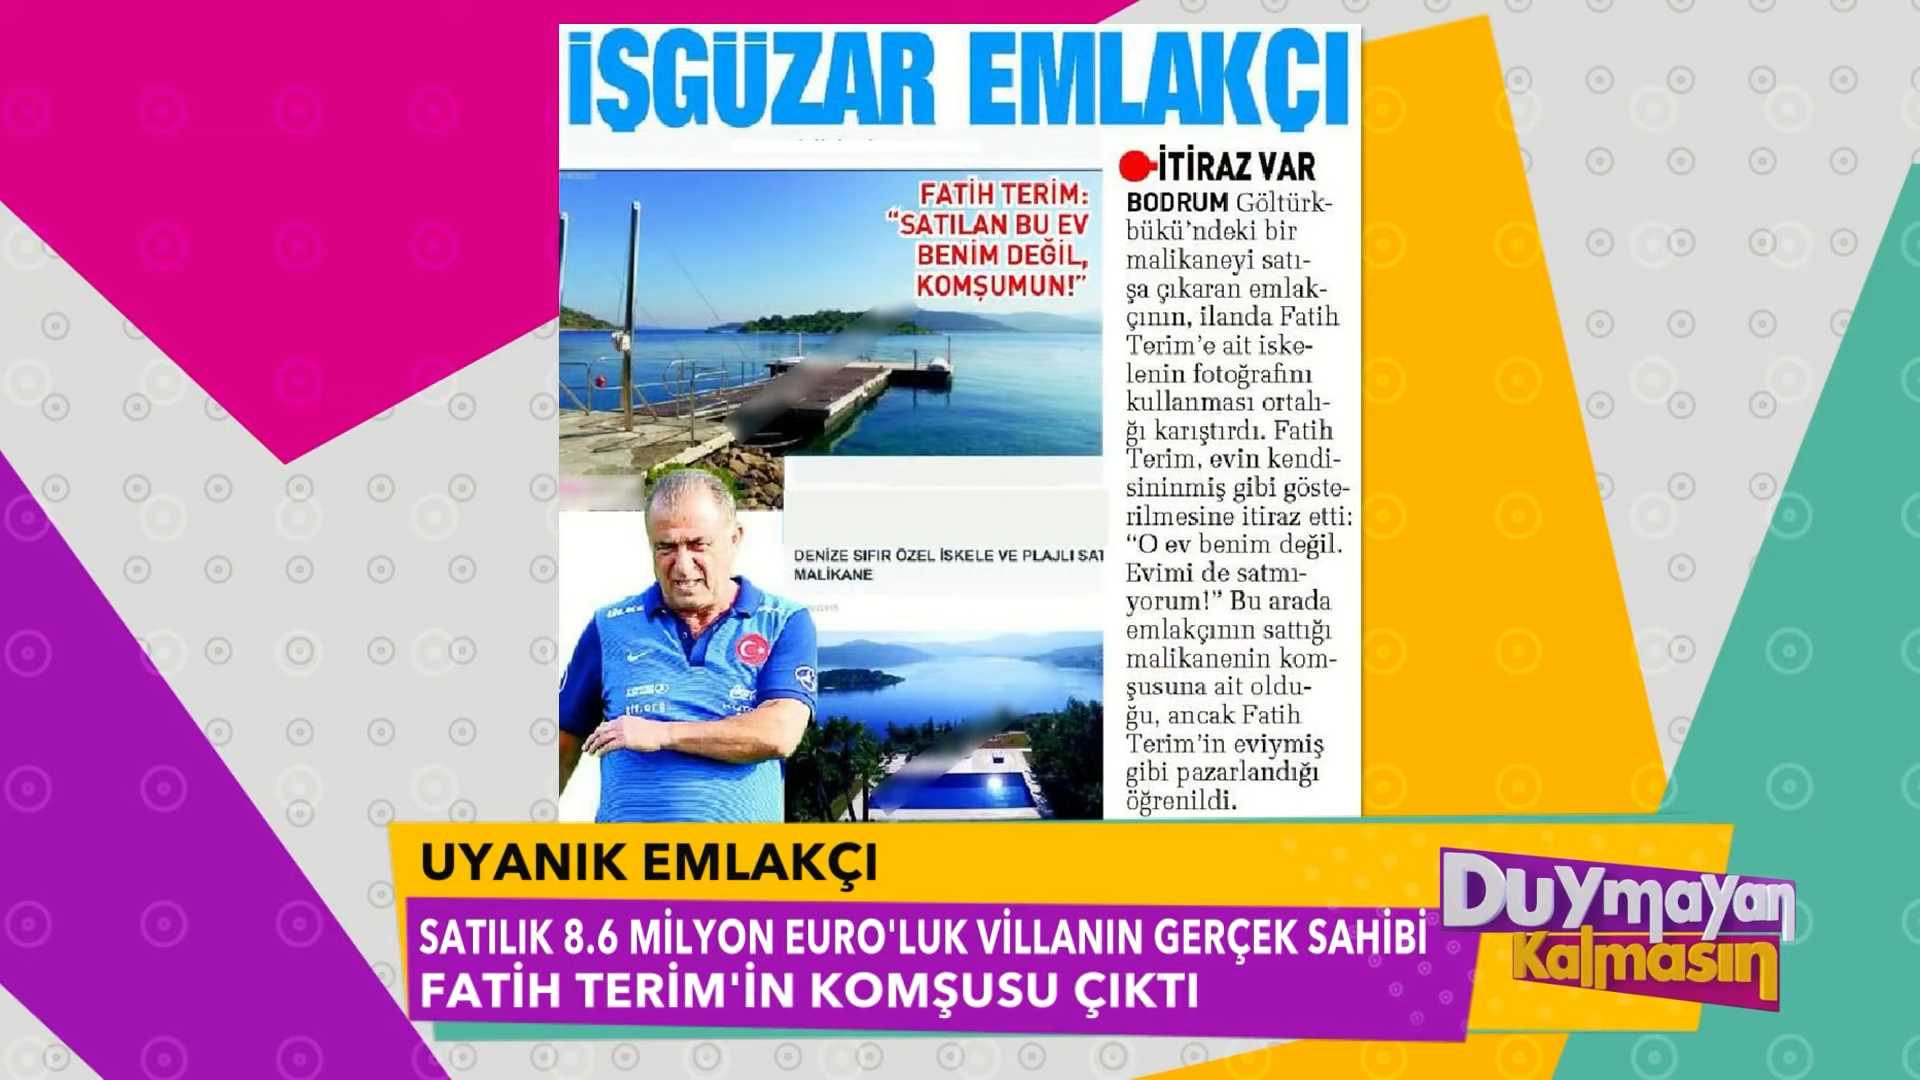 İŞGÜZAR EMLAKÇI
FATİH TERİM:
“SATILAN BU EV
BENİM DEĞİL,
KOMŞUMUN!”
İTİRAZ VAR
BODRUM Göltürk-
bükü’ndeki bir
malikaneyi satı-
şa çıkaran emlak-
çının, ilanda Fatih
Terim’e ait iske-
lenin fotoğrafını
kullanması ortalı-
ğı karıştırdı. Fatih
Terim, evin kendi-
sininmiş gibi göste-
rilmesine itiraz etti:
“O ev benim değil.
Evimi de satmı-
yorum!” Bu arada
emlakçının sattığı
malikanenin kom-
şusuna ait oldu-
ğu, ancak Fatih
Terim’in eviymiş
gibi pazarlandığı
öğrenildi.
DENİZE SIFIR ÖZEL İSKELE VE PLAJLI SAT
MALİKANE
UYANIK EMLAKÇI
SATILIK 8.6 MİLYON EURO'LUK VİLLANIN GERÇEK SAHİBİ
FATİH TERİM'İN KOMŞUSU ÇIKTI
Duymayan
Kalmasın